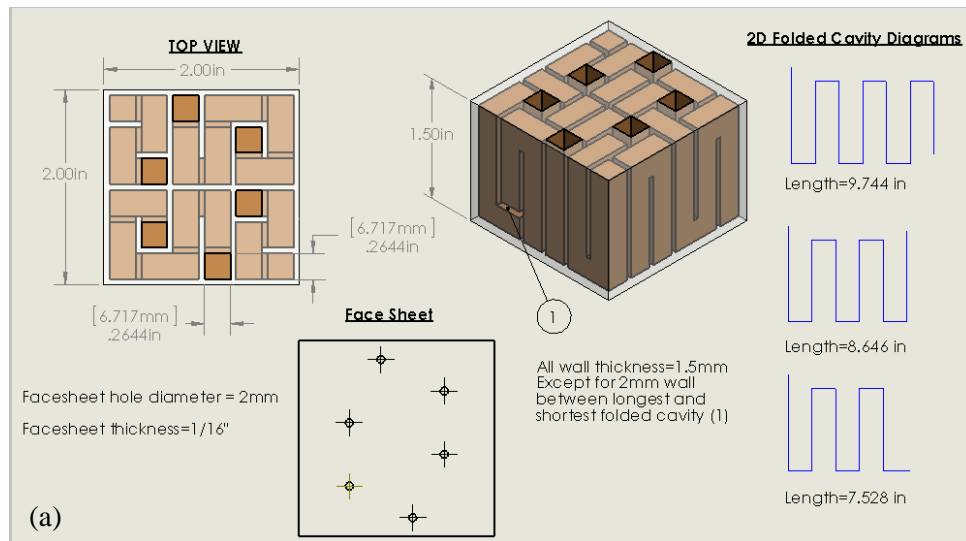 TOP VIEW
2.00in
2.00in
[6.717mm]
.2644in
[6.717mm]
.2644in
1.50in
1
2D Folded Cavity Diagrams
Length=9.744 in
Length=8.646 in
Length=7.528 in
Face Sheet
All wall thickness=1.5mm
Except for 2mm wall
between longest and
shortest folded cavity (1)
Facesheet hole diameter = 2mm
Facesheet thickness=1/16"
(a)